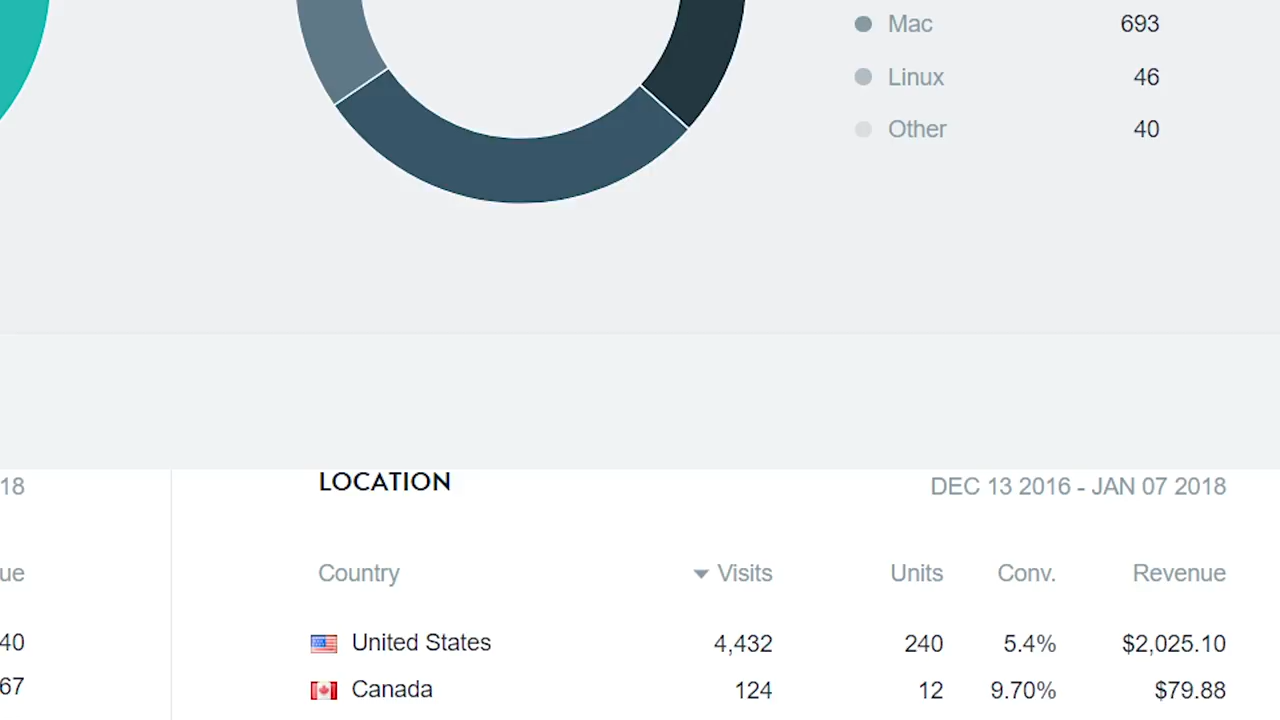 Mac 693
Linux 46
Other 40
18
LOCATION DEC 13 2016 - JAN 07 2018
ue
Country Visits Units Conv. Revenue
40
United States 4,432 240 5.4% $2,025.10
67
Canada 124 12 9.70% $79.88